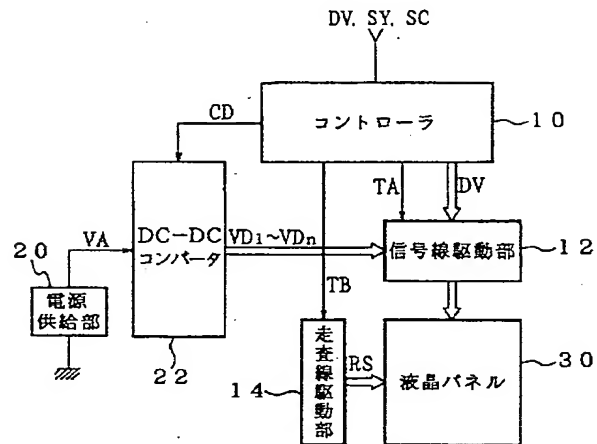 DV, SY, SC
CD
コントローラ
10
TA
DV
VA
DC-DC
コンバータ
VD1~VDn
信号線駆動部
12
20
電源
供給部
TB
22
14
走査線駆動部
RS
液晶パネル
30